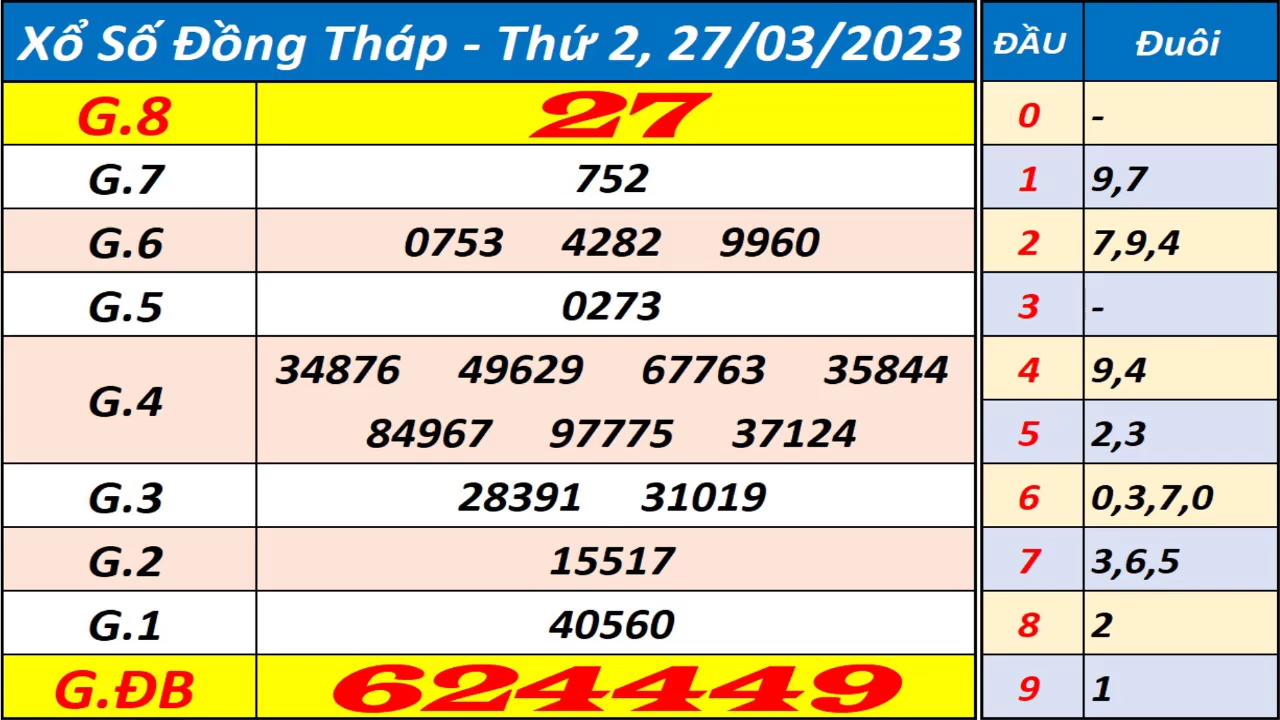 Xổ Số Đồng Tháp - Thứ 2, 27/03/2023
G.8 27
G.7 752
G.6 0753 4282 9960
G.5 0273
G.4 34876 49629 67763 35844
84967 97775 37124
G.3 28391 31019
G.2 15517
G.1 40560
G.ĐB 624449
ĐẦU Đuôi
0 -
1 9,7
2 7,9,4
3 -
4 9,4
5 2,3
6 0,3,7,0
7 3,6,5
8 2
9 1